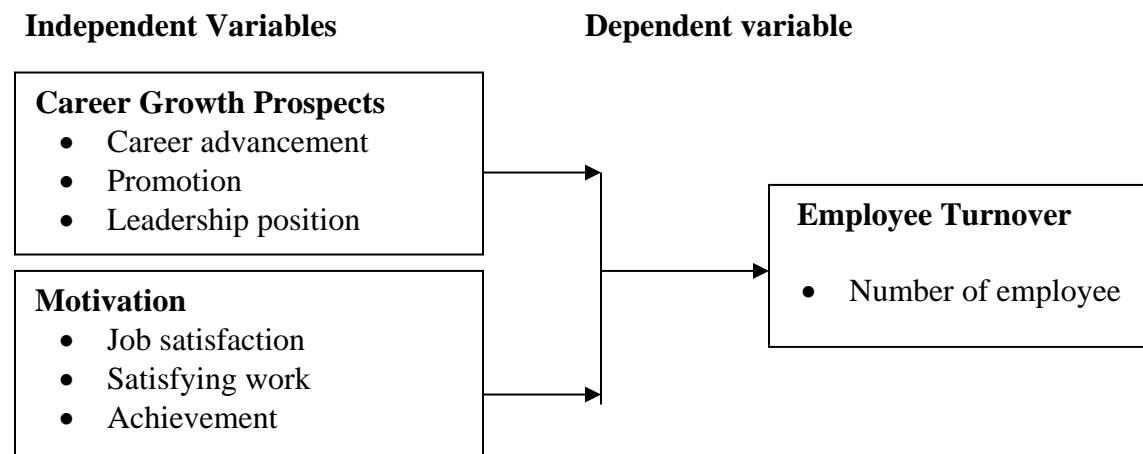 Independent Variables
Dependent variable
Career Growth Prospects
• Career advancement
• Promotion
• Leadership position
Motivation
• Job satisfaction
• Satisfying work
• Achievement
Employee Turnover
• Number of employee